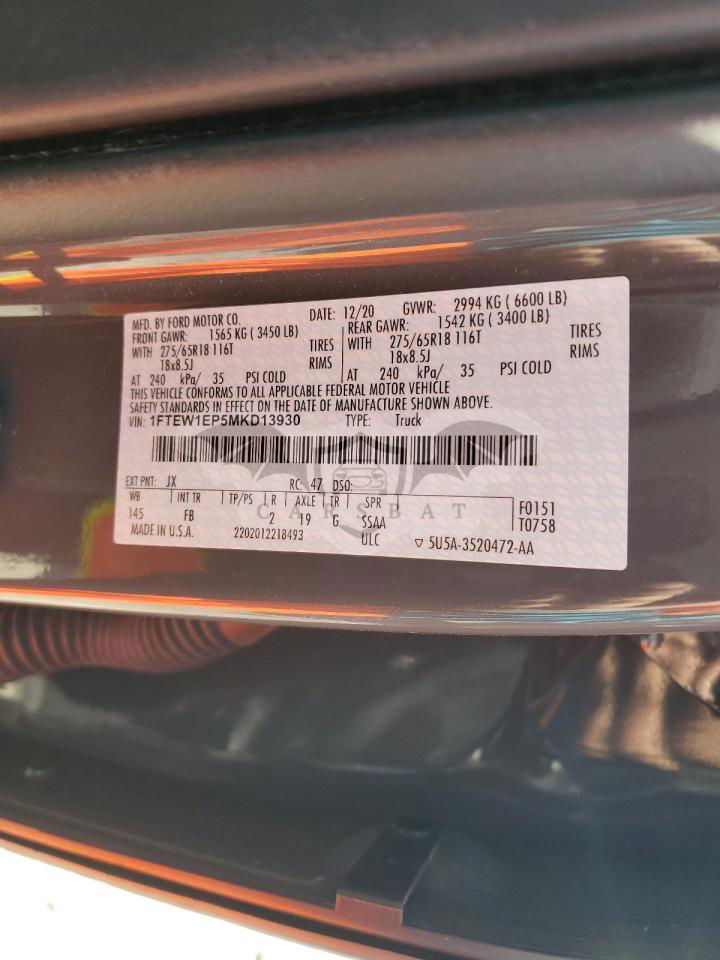 MFD. BY FORD MOTOR CO. DATE: 12/20 GVWR: 2994 KG ( 6600 LB)
FRONT GAWR: 1565 KG ( 3450 LB) REAR GAWR: 1542 KG ( 3400 LB)
WITH 275/65R18 116T TIRES WITH 275/65R18 116T TIRES
18x8.5J RIMS 18x8.5J RIMS
AT 240 kPa/ 35 PSI COLD AT 240 kPa/ 35 PSI COLD
THIS VEHICLE CONFORMS TO ALL APPLICABLE FEDERAL MOTOR VEHICLE
SAFETY STANDARDS IN EFFECT ON THE DATE OF MANUFACTURE SHOWN ABOVE.
VIN: 1FTEW1EP5MKD13930 TYPE: Truck
EXT PNT: JX RC: 47 DSO:
WB INT TR TP/PS R AXLE TR SPR F0151
145 FB 2 19 G SSAA T0758
CARSBAT
MADE IN U.S.A. 2202012218493 ULC ▽ 5U5A-3520472-AA